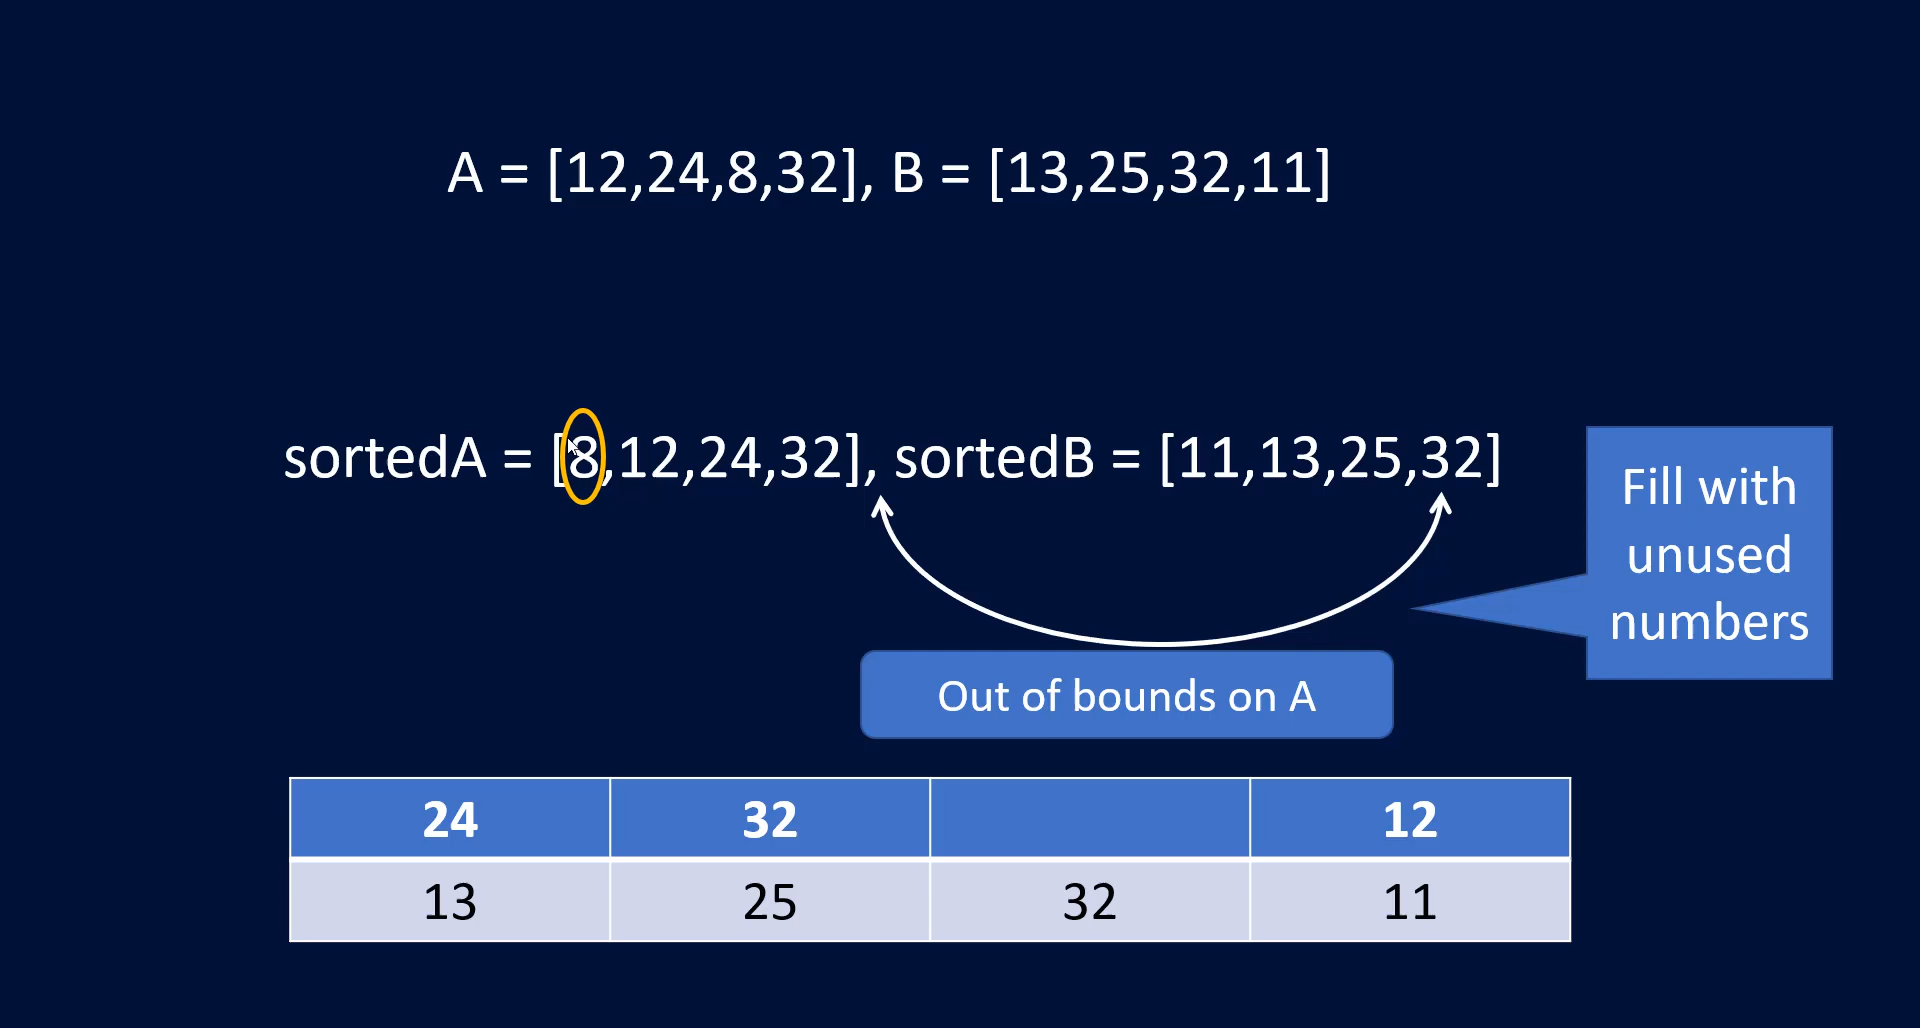 A = [12,24,8,32], B = [13,25,32,11]
sortedA = [8,12,24,32], sortedB = [11,13,25,32]
Fill with
unused
numbers
Out of bounds on A
24 32 12
13 25 32 11